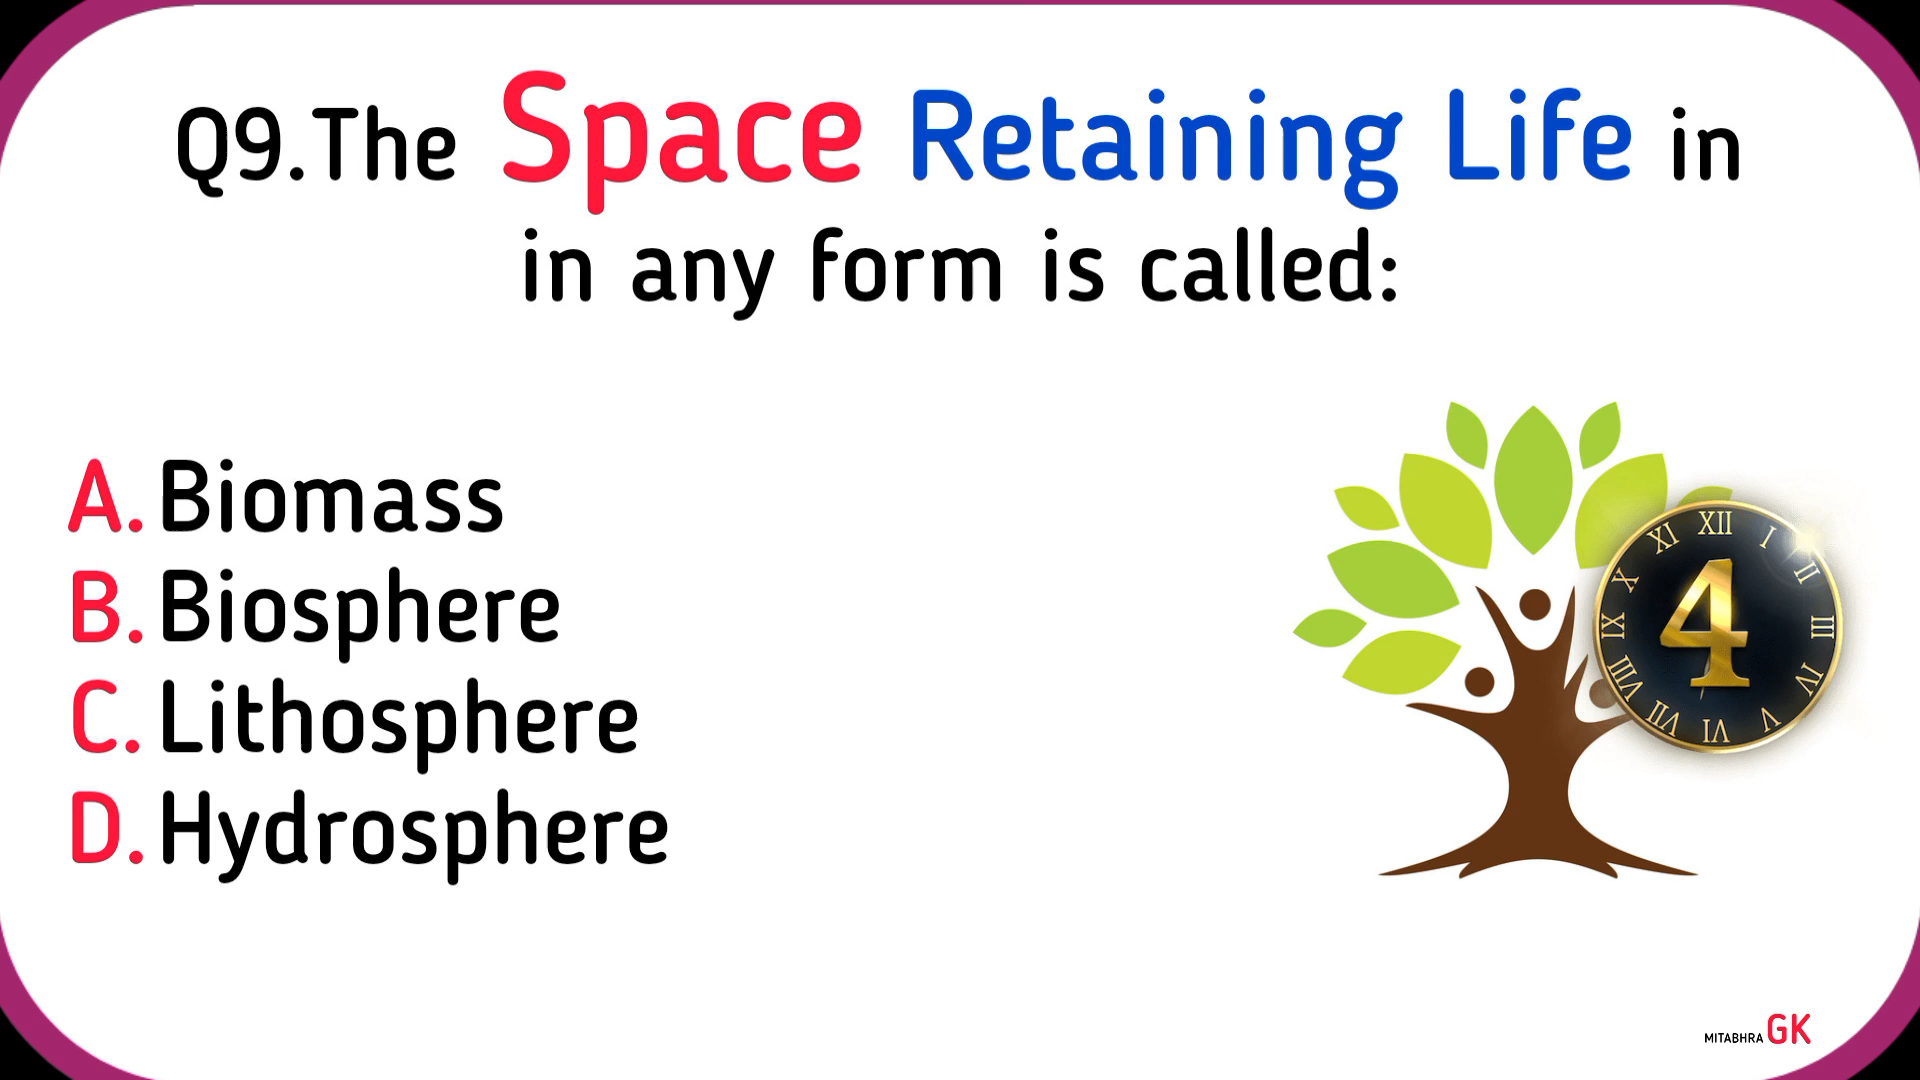 Q9.The Space Retaining Life in
in any form is called:
A. Biomass
B. Biosphere
C. Lithosphere
D. Hydrosphere
XII
I
II
III
IV
V
VI
VII
VIII
IX
X
XI
4
MITABHRA GK